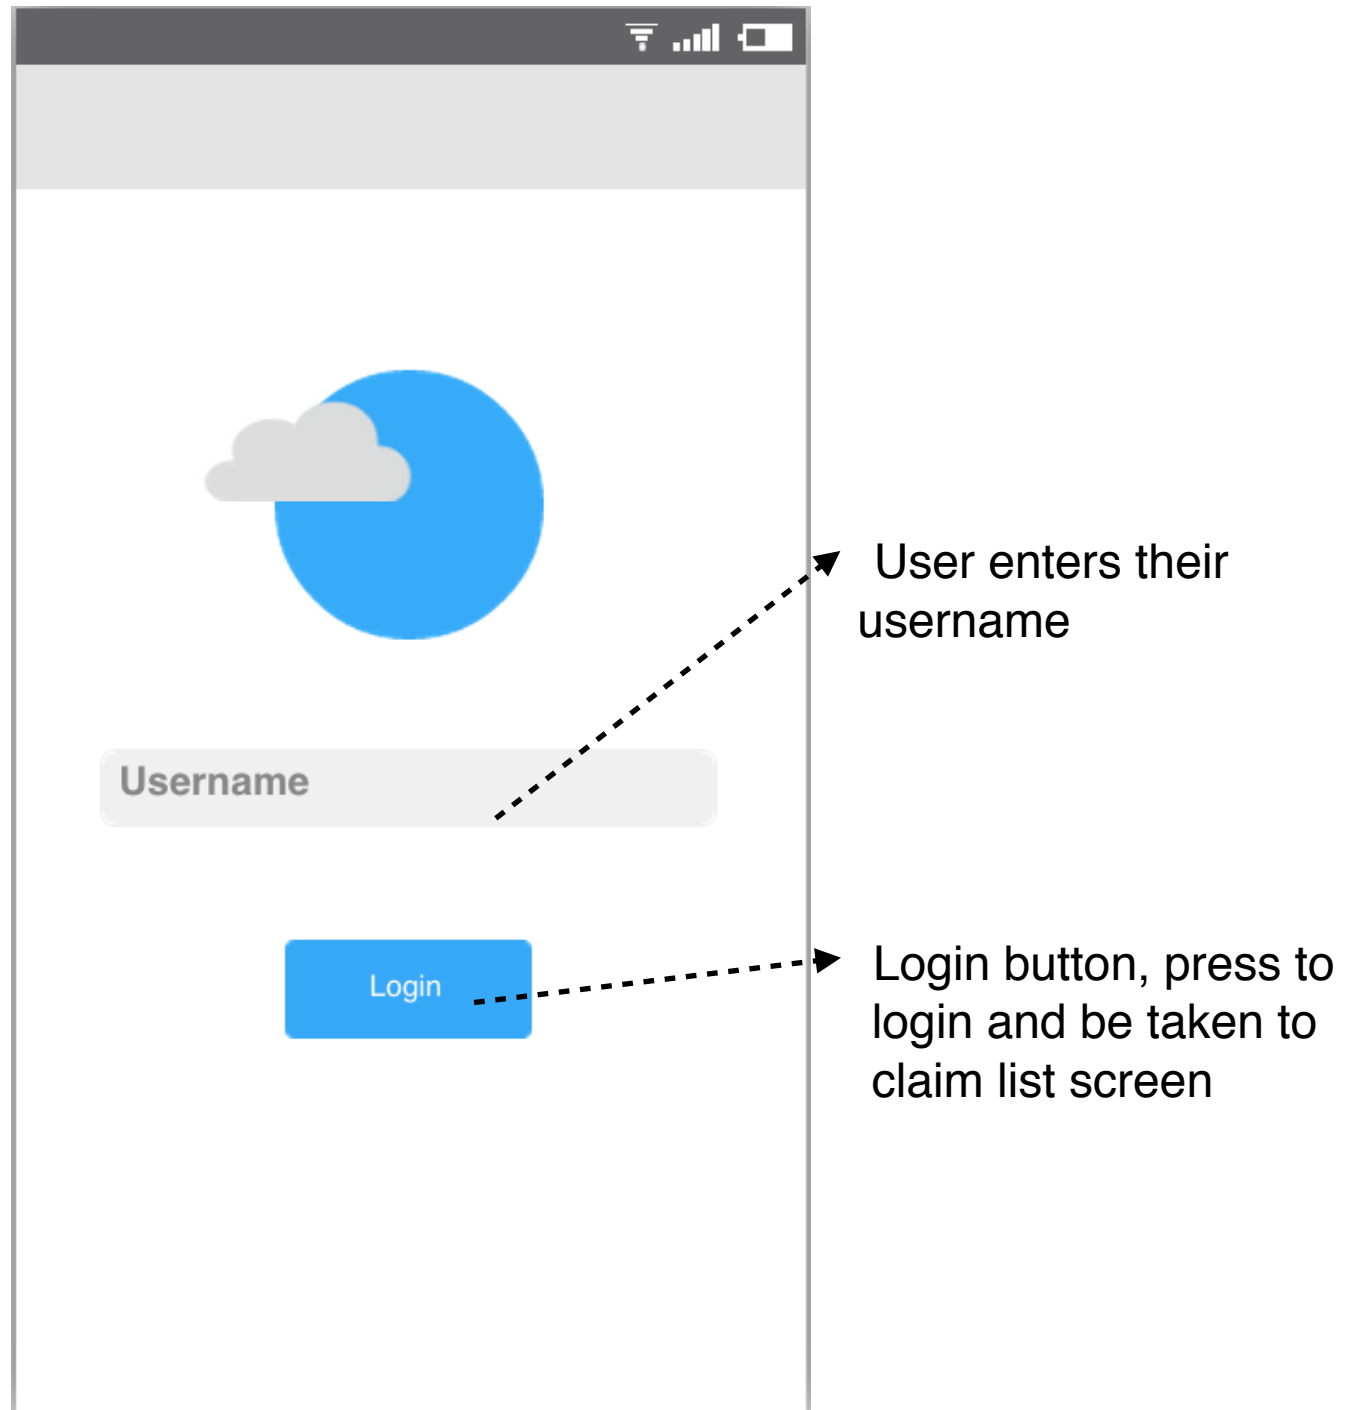 User enters their
username
Username
Login
Login button, press to
login and be taken to
claim list screen